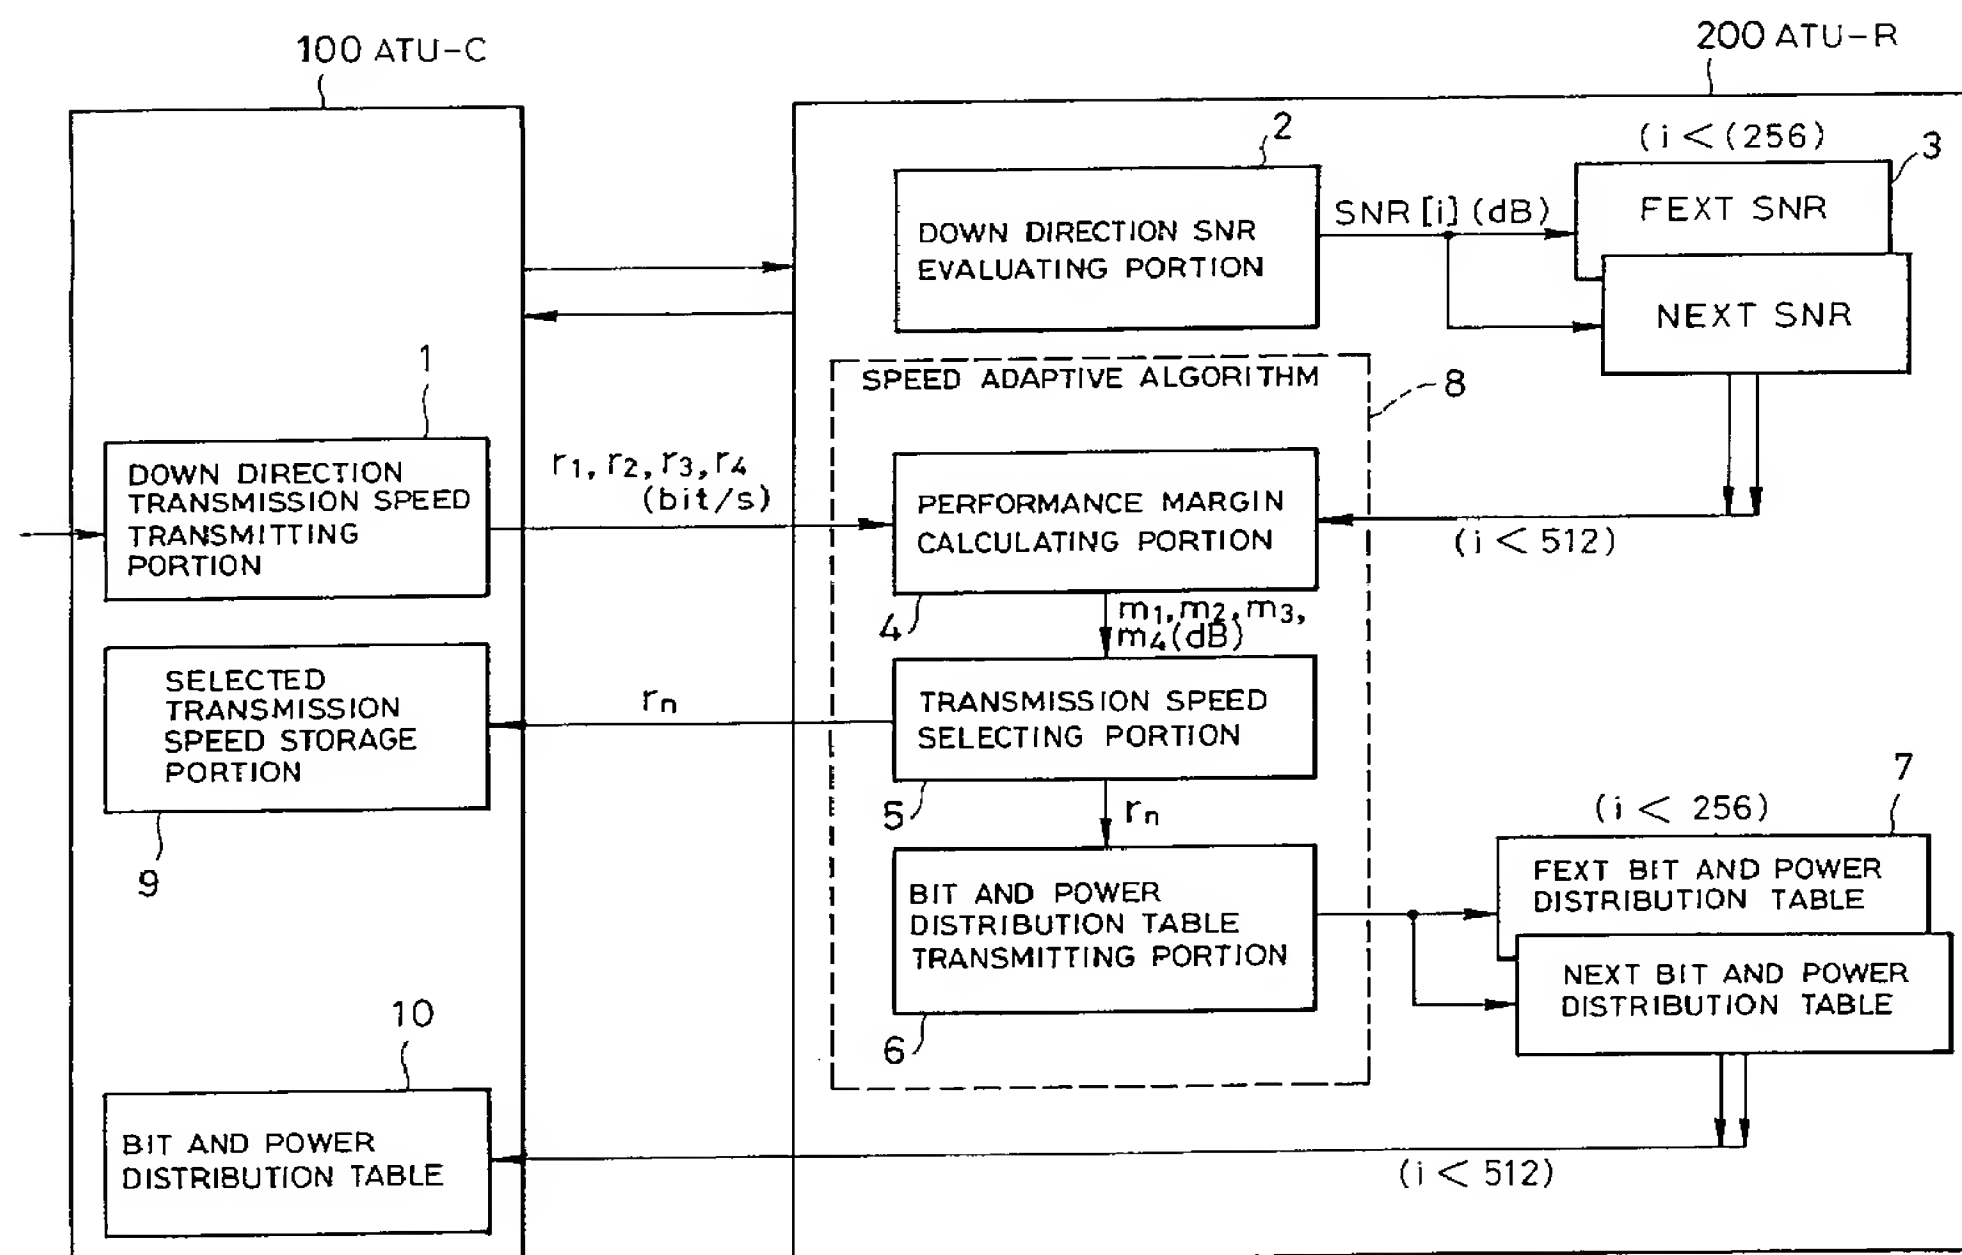 100 ATU-C
200 ATU-R
2
(i < (256)
3
DOWN DIRECTION SNR
EVALUATING PORTION
SNR [i] (dB)
FEXT SNR
NEXT SNR
1
SPEED ADAPTIVE ALGORITHM
8
DOWN DIRECTION
TRANSMISSION SPEED
TRANSMITTING
PORTION
r1, r2, r3, r4
(bit/s)
PERFORMANCE MARGIN
CALCULATING PORTION
(i < 512)
4
m1, m2, m3,
m4(dB)
SELECTED
TRANSMISSION
SPEED STORAGE
PORTION
9
rn
TRANSMISSION SPEED
SELECTING PORTION
5
rn
7
(i < 256)
BIT AND POWER
DISTRIBUTION TABLE
TRANSMITTING PORTION
6
FEXT BIT AND POWER
DISTRIBUTION TABLE
NEXT BIT AND POWER
DISTRIBUTION TABLE
10
BIT AND POWER
DISTRIBUTION TABLE
(i < 512)